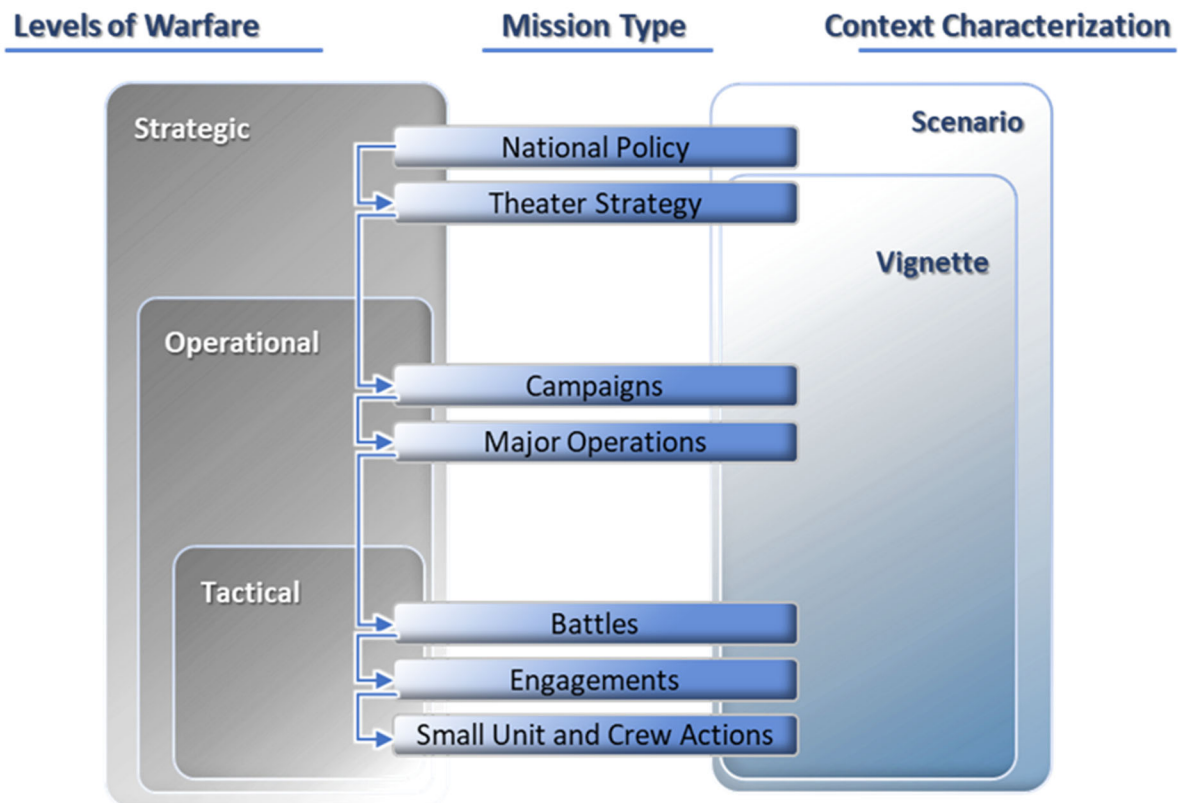 Levels of Warfare
Mission Type
Context Characterization
Strategic
Scenario
National Policy
Theater Strategy
Vignette
Operational
Campaigns
Major Operations
Tactical
Battles
Engagements
Small Unit and Crew Actions